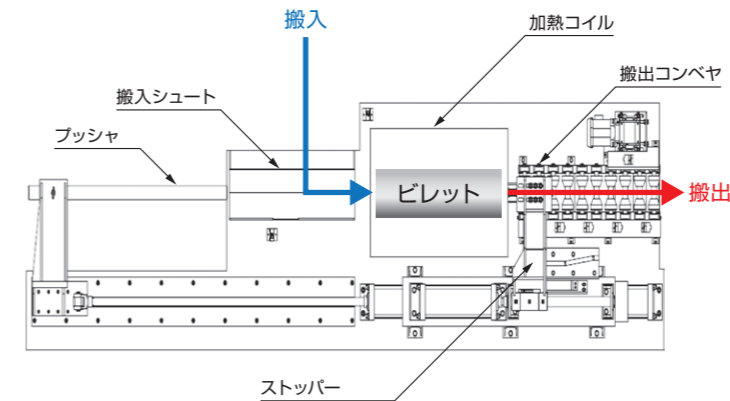 搬入
加熱コイル
搬出コンベヤ
搬入シュート
プッシャ
ビレット
搬出
ストッパー